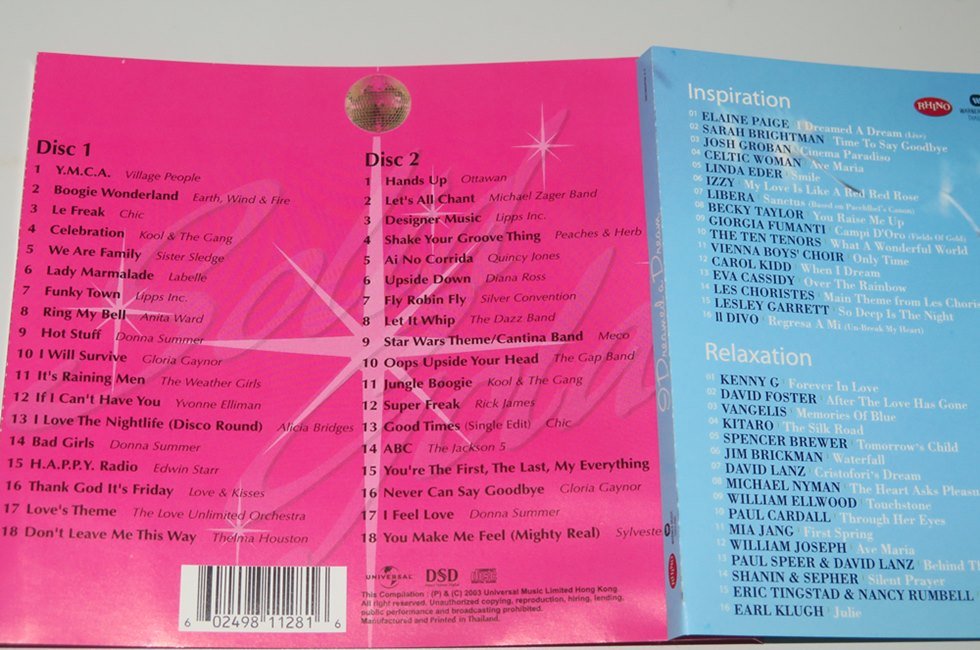 Disc 1
1 Y.M.C.A. Village People
2 Boogie Wonderland Earth, Wind & Fire
3 Le Freak Chic
4 Celebration Kool & The Gang
5 We Are Family Sister Sledge
6 Lady Marmalade Labelle
7 Funky Town Lipps Inc.
8 Ring My Bell Anita Ward
9 Hot Stuff Donna Summer
10 I Will Survive Gloria Gaynor
11 It's Raining Men The Weather Girls
12 If I Can't Have You Yvonne Elliman
13 I Love The Nightlife (Disco Round) Alicia Bridges
14 Bad Girls Donna Summer
15 H.A.P.P.Y. Radio Edwin Starr
16 Thank God It's Friday Love & Kisses
17 Love's Theme The Love Unlimited Orchestra
18 Don't Leave Me This Way Thelma Houston
6 02498 11281 6
Disc 2
1 Hands Up Ottawan
2 Let's All Chant Michael Zager Band
3 Designer Music Lipps Inc.
4 Shake Your Groove Thing Peaches & Herb
5 Ai No Corrida Quincy Jones
6 Upside Down Diana Ross
7 Fly Robin Fly Silver Convention
8 Let It Whip The Dazz Band
9 Star Wars Theme/Cantina Band Meco
10 Oops Upside Your Head The Gap Band
11 Jungle Boogie Kool & The Gang
12 Super Freak Rick James
13 Good Times (Single Edit) Chic
14 ABC The Jackson 5
15 You're The First, The Last, My Everything
16 Never Can Say Goodbye Gloria Gaynor
17 I Feel Love Donna Summer
18 You Make Me Feel (Mighty Real) Sylveste
UNIVERSAL DSD
This Compilation : (P) & (C) 2003 Universal Music Limited Hong Kong.
All right reserved. Unauthorized copying, reproduction, hiring, lending,
public performance and broadcasting prohibited.
Manufactured and Printed in Thailand.
I Dreamed a Dream
RHINO
Inspiration
RHINO
01 ELAINE PAIGE / I Dreamed A Dream (Live)
02 SARAH BRIGHTMAN / Time To Say Goodbye
03 JOSH GROBAN / Cinema Paradiso
04 CELTIC WOMAN / Ave Maria
05 LINDA EDER / Smile
06 IZZY / My Love Is Like A Red Red Rose
07 LIBERA / Sanctus (Based on Pachelbel's Canon)
08 BECKY TAYLOR / You Raise Me Up
09 GIORGIA FUMANTI / Campi D'Oro (Fields Of Gold)
10 THE TEN TENORS / What A Wonderful World
11 VIENNA BOYS' CHOIR / Only Time
12 CAROL KIDD / When I Dream
13 EVA CASSIDY / Over The Rainbow
14 LES CHORISTES / Main Theme from Les Choris
15 LESLEY GARRETT / So Deep Is The Night
16 Il DIVO / Regresa A Mi (Un-Break My Heart)
Relaxation
01 KENNY G / Forever In Love
02 DAVID FOSTER / After The Love Has Gone
03 VANGELIS / Memories Of Blue
04 KITARO / The Silk Road
05 SPENCER BREWER / Tomorrow's Child
06 JIM BRICKMAN / Waterfall
07 DAVID LANZ / Cristofori's Dream
08 MICHAEL NYMAN / The Heart Asks Pleas
09 WILLIAM ELLWOOD / Touchstone
10 PAUL CARDALL / Through Her Eyes
11 MIA JANG / First Spring
12 WILLIAM JOSEPH / Ave Maria
13 PAUL SPEER & DAVID LANZ / Behind Th
14 SHANIN & SEPHER / Silent Prayer
15 ERIC TINGSTAD & NANCY RUMBELL
16 EARL KLUGH / Julie